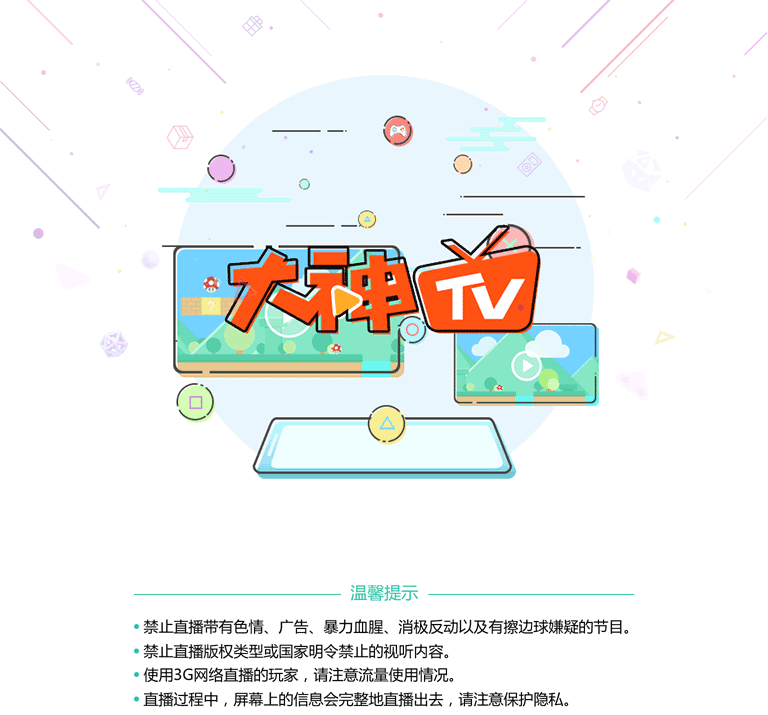 大神TV
温馨提示
• 禁止直播带有色情、广告、暴力血腥、消极反动以及有擦边球嫌疑的节目。
• 禁止直播版权类型或国家明令禁止的视听内容。
• 使用3G网络直播的玩家，请注意流量使用情况。
• 直播过程中，屏幕上的信息会完整地直播出去，请注意保护隐私。